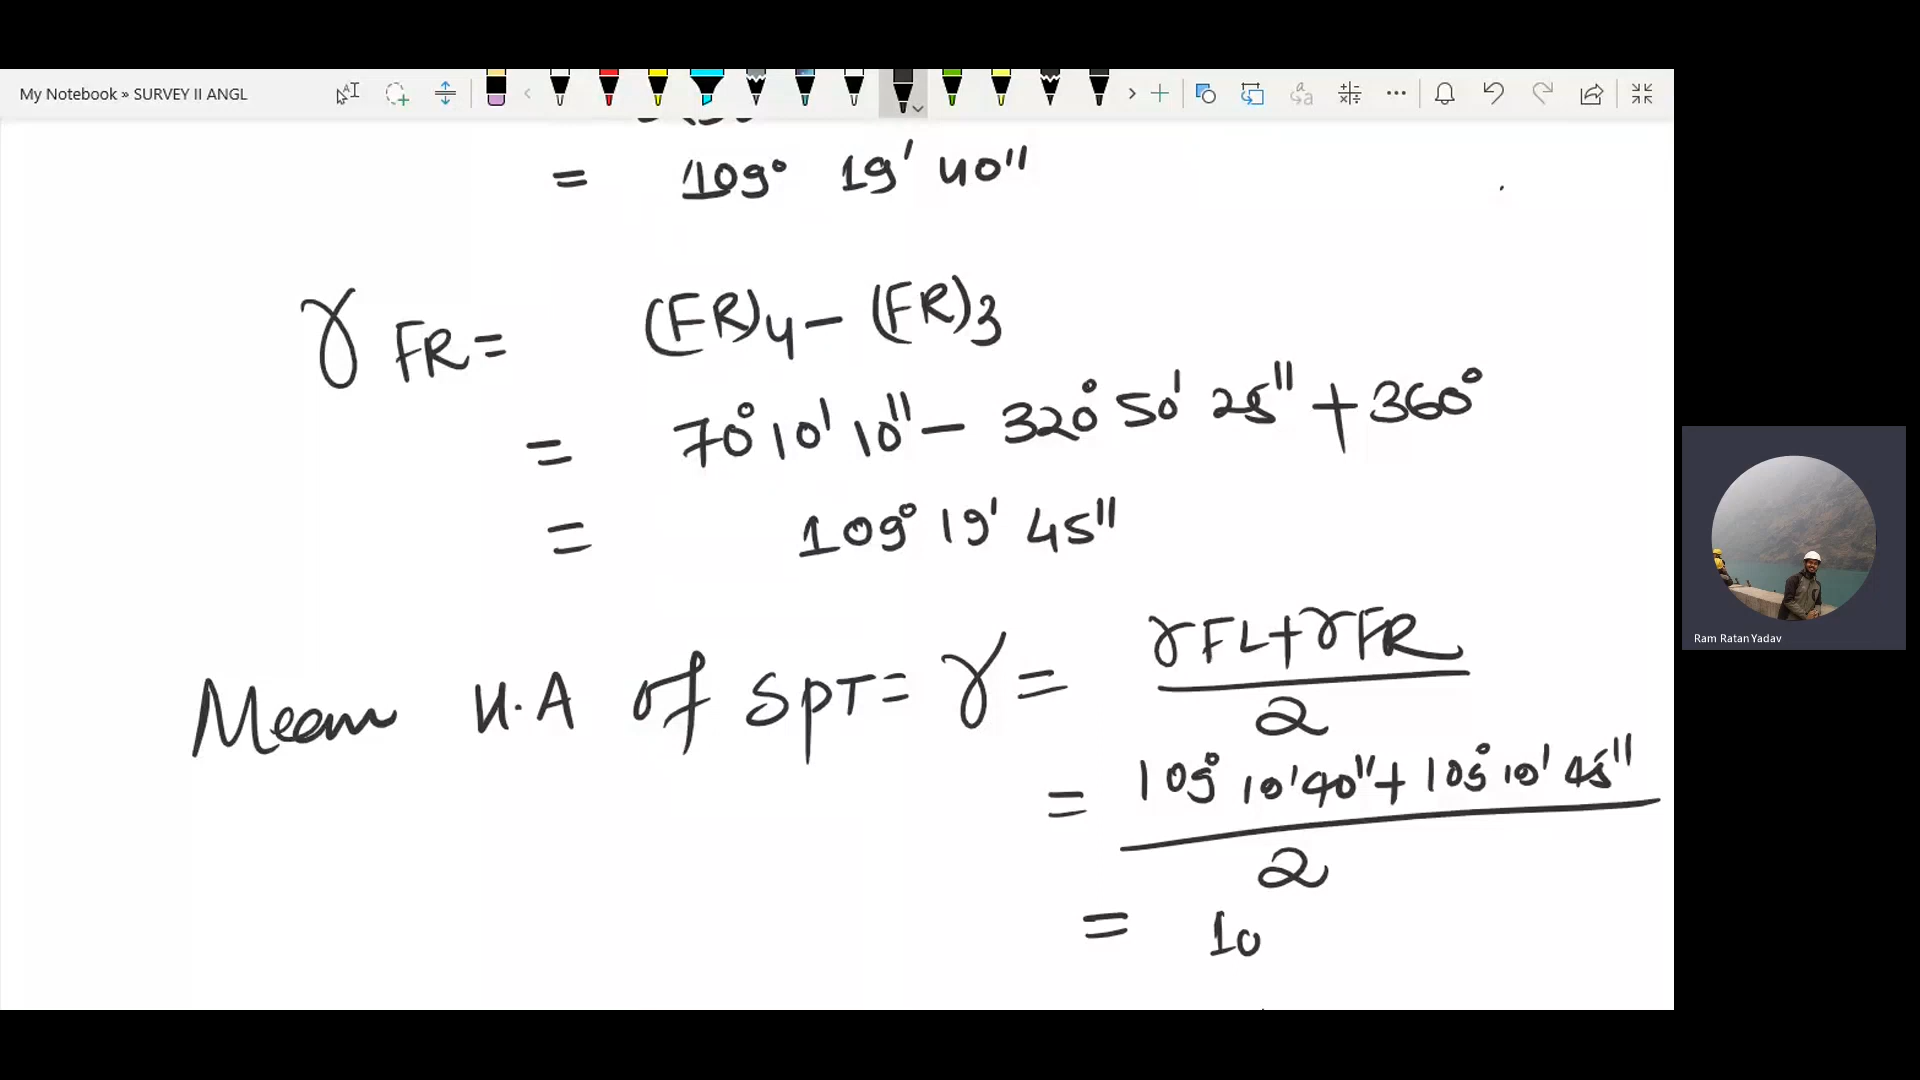 My Notebook » SURVEY II ANGL
= 109° 19' 40"
γ FR = (FR)4 - (FR)3
= 70° 10' 10" - 320° 50' 25" + 360°
= 109° 19' 45"
Mean H.A of SPT = γ = γFL+γFR / 2
= 109° 10' 40" + 109° 10' 45" / 2
= 10
Ram Ratan Yadav